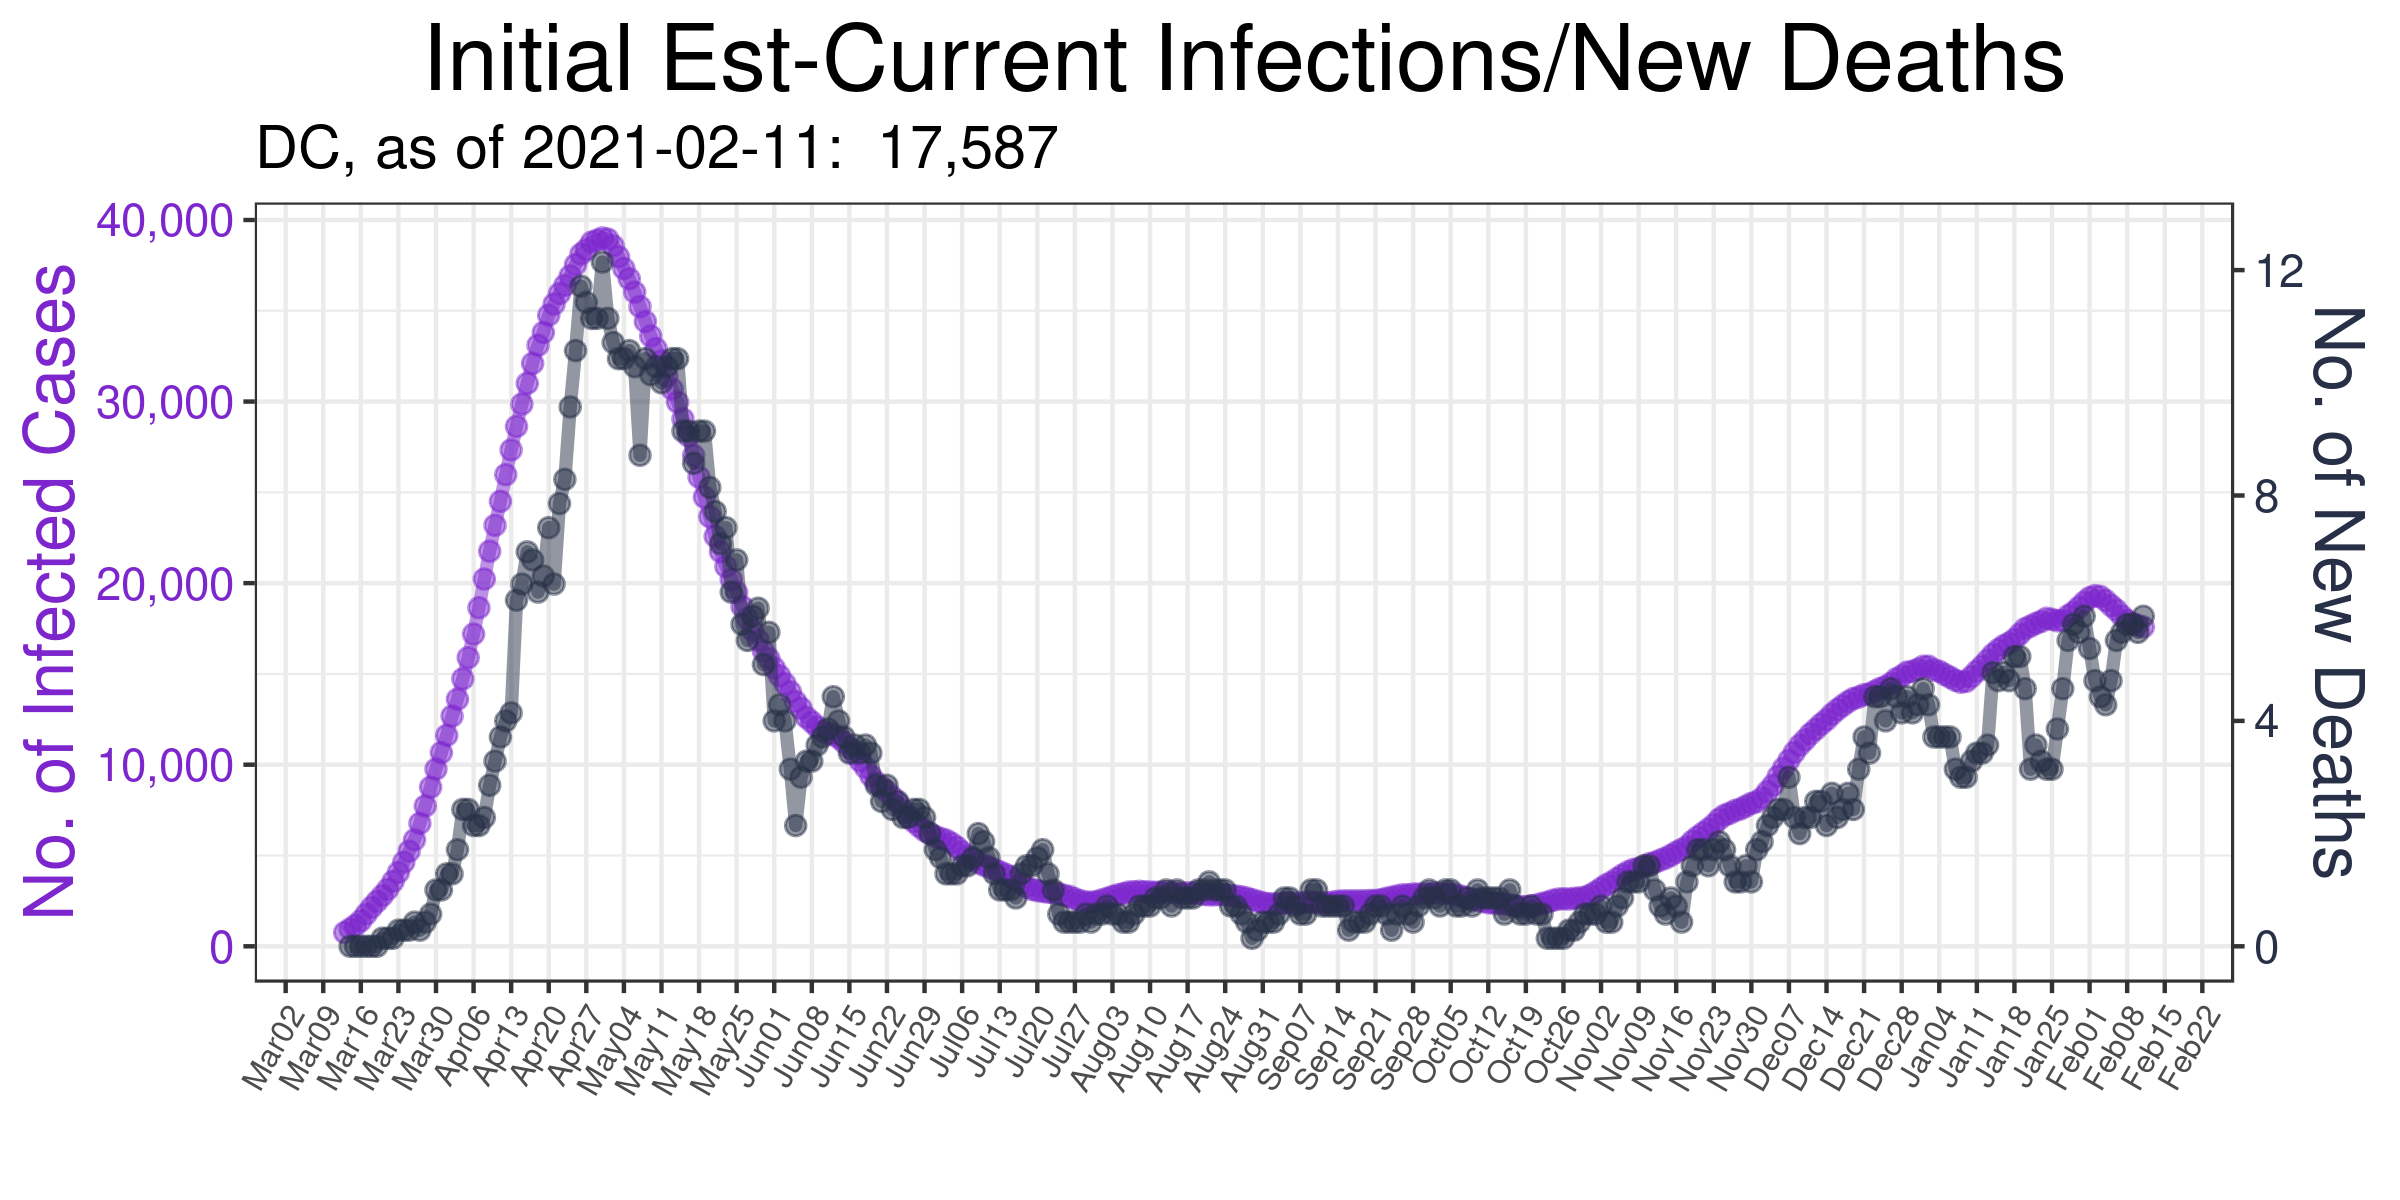 Initial Est-Current Infections/New Deaths
DC, as of 2021-02-11:  17,587
No. of Infected Cases
40,000
30,000
20,000
10,000
0
12
8
4
0
No. of New Deaths
Mar02
Mar09
Mar16
Mar23
Mar30
Apr06
Apr13
Apr20
Apr27
May04
May11
May18
May25
Jun01
Jun08
Jun15
Jun22
Jun29
Jul06
Jul13
Jul20
Jul27
Aug03
Aug10
Aug17
Aug24
Aug31
Sep07
Sep14
Sep21
Sep28
Oct05
Oct12
Oct19
Oct26
Nov02
Nov09
Nov16
Nov23
Nov30
Dec07
Dec14
Dec21
Dec28
Jan04
Jan11
Jan18
Jan25
Feb01
Feb08
Feb15
Feb22